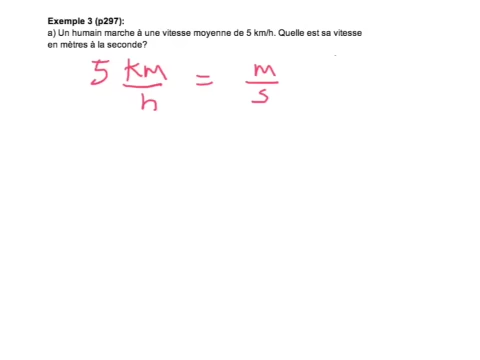 Exemple 3 (p297):
a) Un humain marche à une vitesse moyenne de 5 km/h. Quelle est sa vitesse
en mètres à la seconde?
5 km/h = m/s